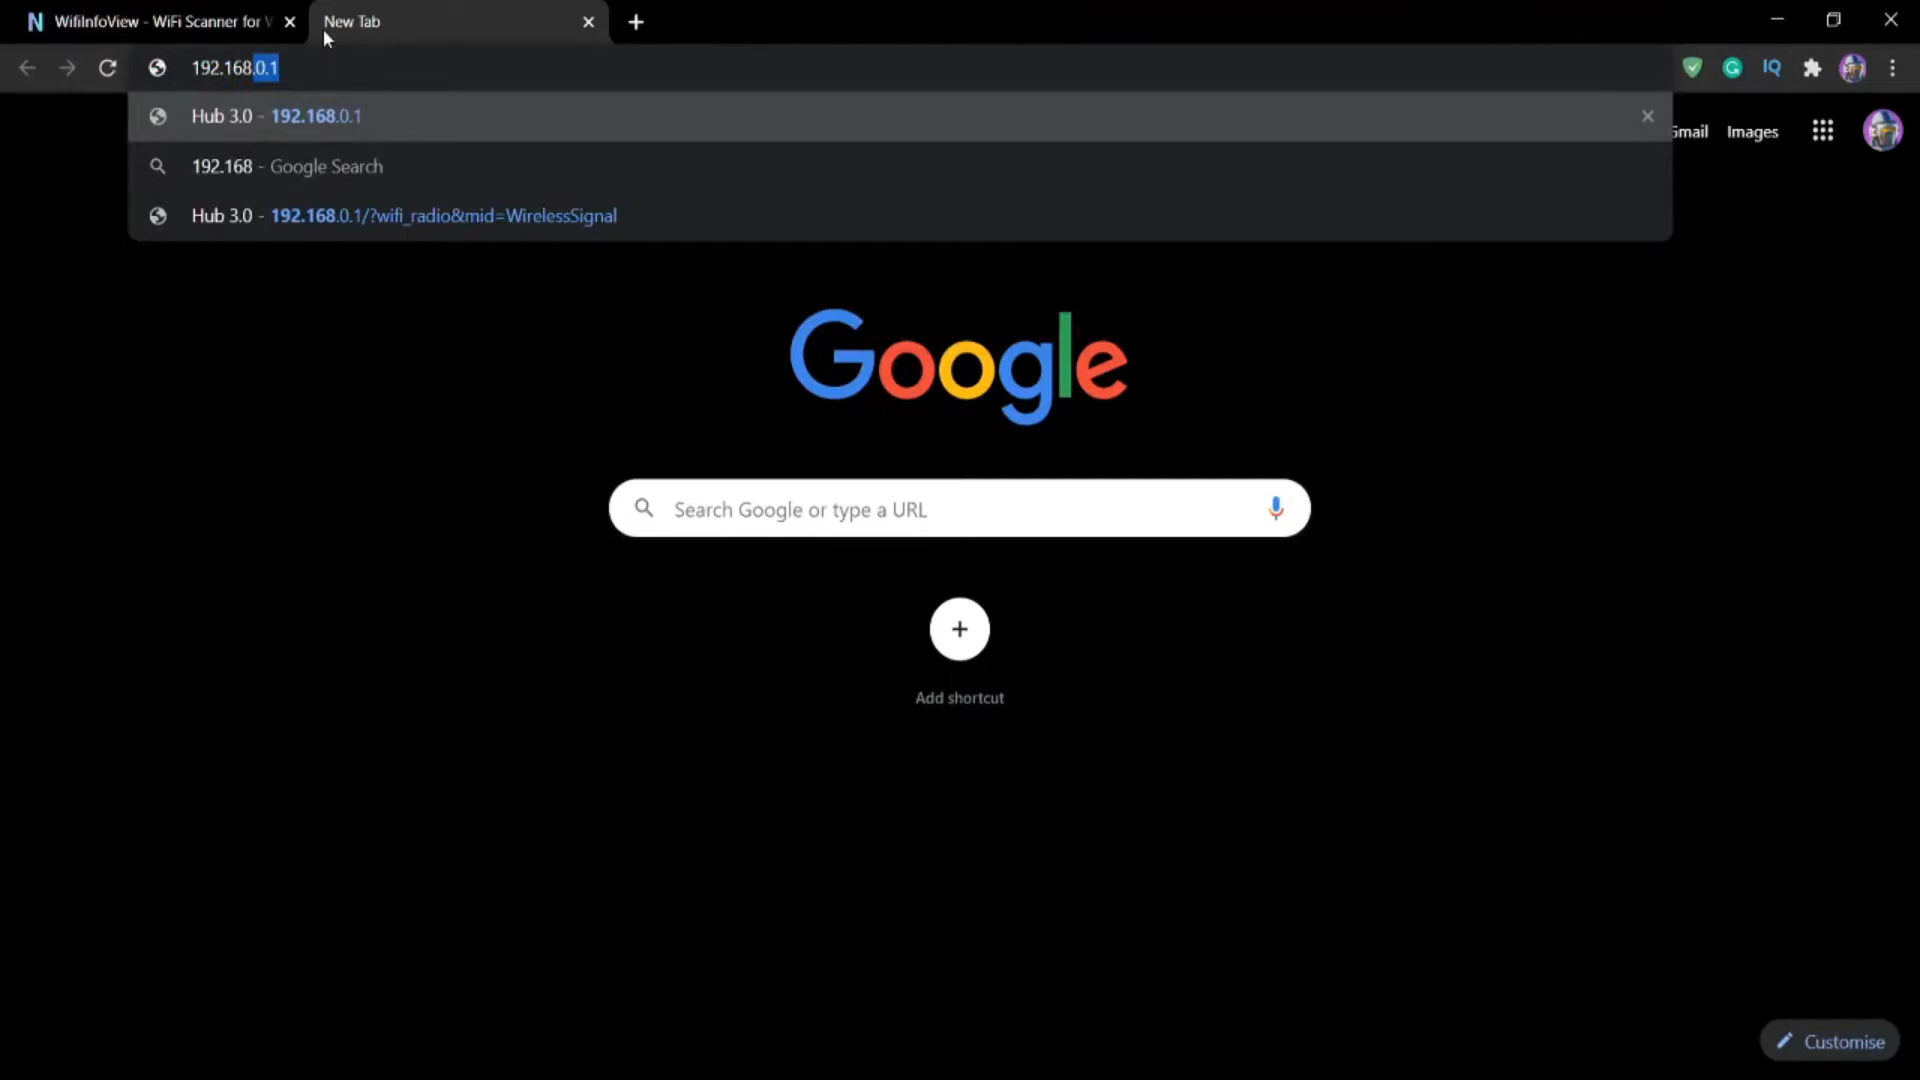 WifiInfoView - WiFi Scanner for
New Tab
192.168.0.1
Hub 3.0 - 192.168.0.1
192.168 - Google Search
Hub 3.0 - 192.168.0.1/?wifi_radio&mid=WirelessSignal
IQ
Gmail
Images
Google
Search Google or type a URL
Add shortcut
Customise